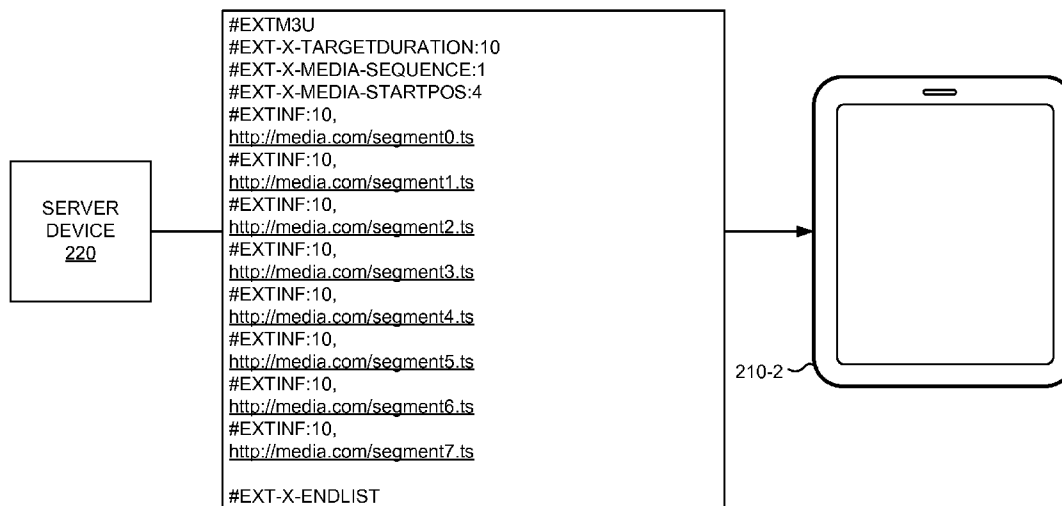 SERVER
DEVICE
220
#EXTM3U
#EXT-X-TARGETDURATION:10
#EXT-X-MEDIA-SEQUENCE:1
#EXT-X-MEDIA-STARTPOS:4
#EXTINF:10,
http://media.com/segment0.ts
#EXTINF:10,
http://media.com/segment1.ts
#EXTINF:10,
http://media.com/segment2.ts
#EXTINF:10,
http://media.com/segment3.ts
#EXTINF:10,
http://media.com/segment4.ts
#EXTINF:10,
http://media.com/segment5.ts
#EXTINF:10,
http://media.com/segment6.ts
#EXTINF:10,
http://media.com/segment7.ts
#EXT-X-ENDLIST
210-2